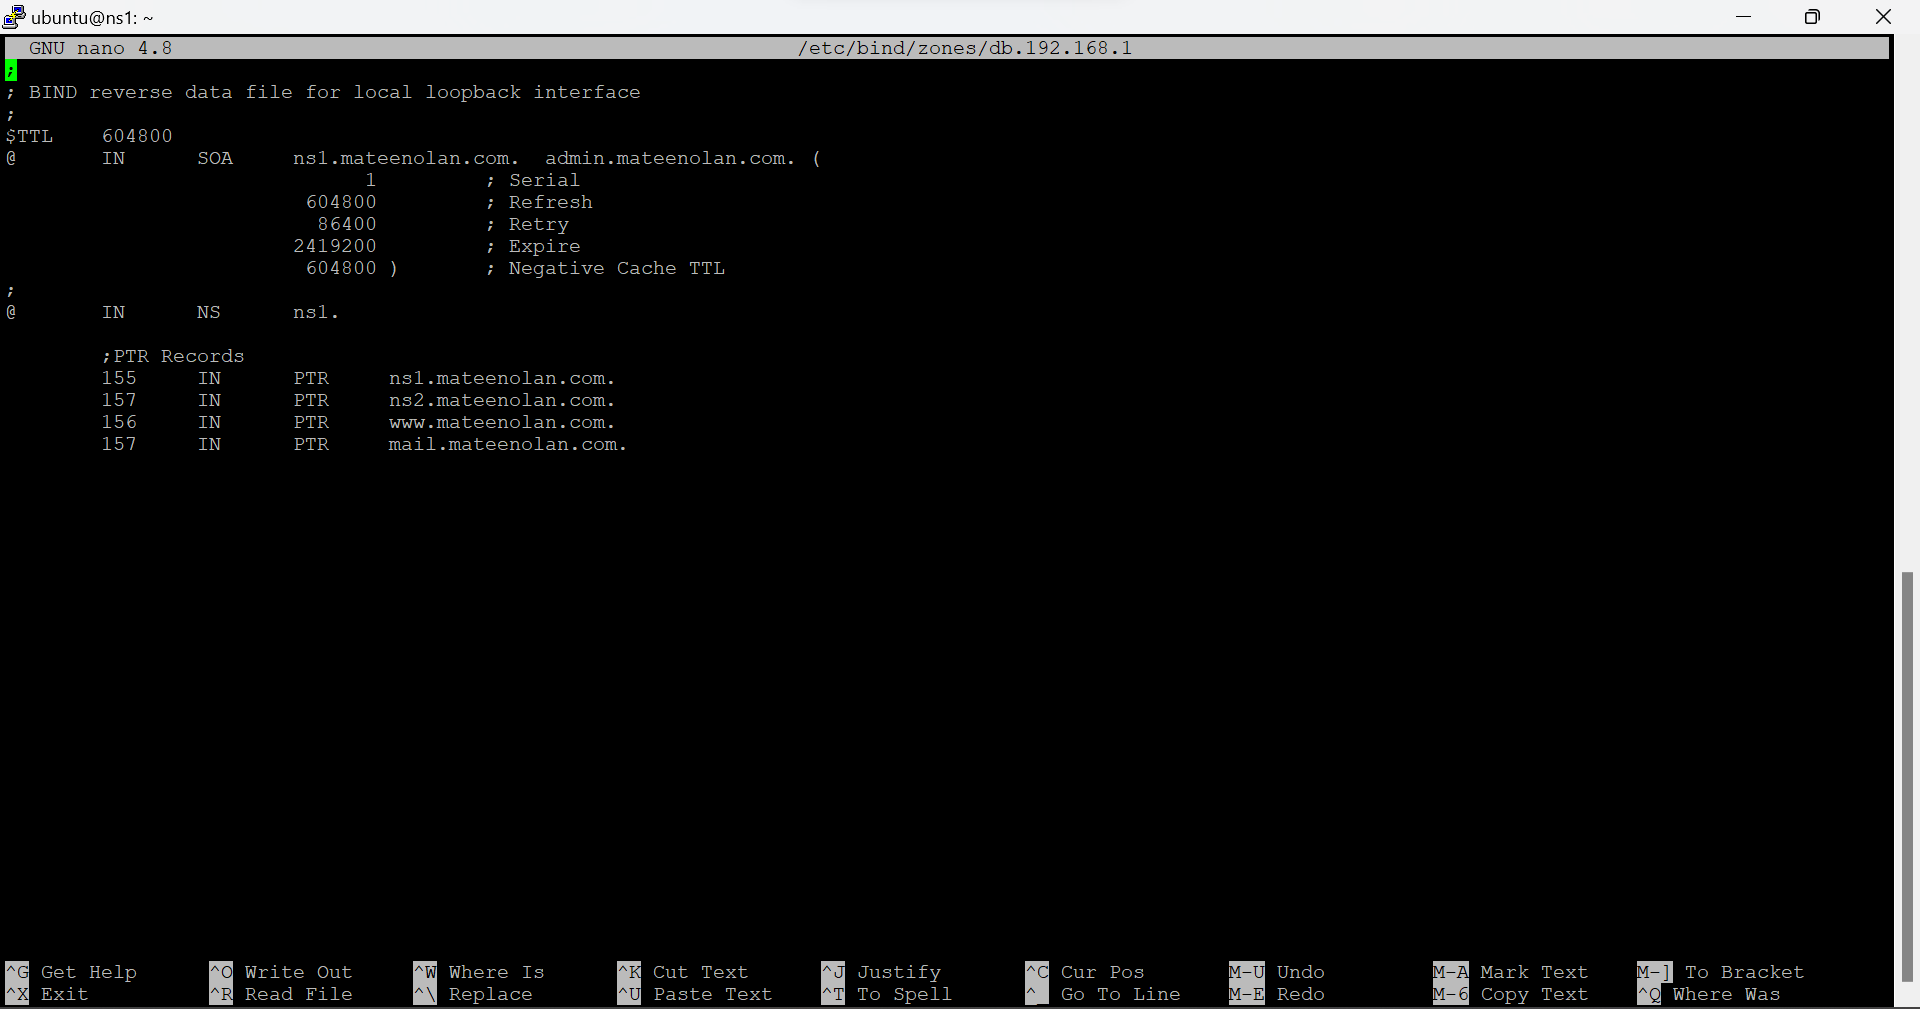 ubuntu@ns1: ~
GNU nano 4.8 /etc/bind/zones/db.192.168.1
;
; BIND reverse data file for local loopback interface
;
$TTL 604800
@ IN SOA ns1.mateenolan.com. admin.mateenolan.com. (
1 ; Serial
604800 ; Refresh
86400 ; Retry
2419200 ; Expire
604800 ) ; Negative Cache TTL
;
@ IN NS ns1.
;PTR Records
155 IN PTR ns1.mateenolan.com.
157 IN PTR ns2.mateenolan.com.
156 IN PTR www.mateenolan.com.
157 IN PTR mail.mateenolan.com.
^G Get Help ^O Write Out ^W Where Is ^K Cut Text ^J Justify ^C Cur Pos M-U Undo M-A Mark Text M-] To Bracket
^X Exit ^R Read File ^\ Replace ^U Paste Text ^T To Spell ^_ Go To Line M-E Redo M-6 Copy Text ^Q Where Was